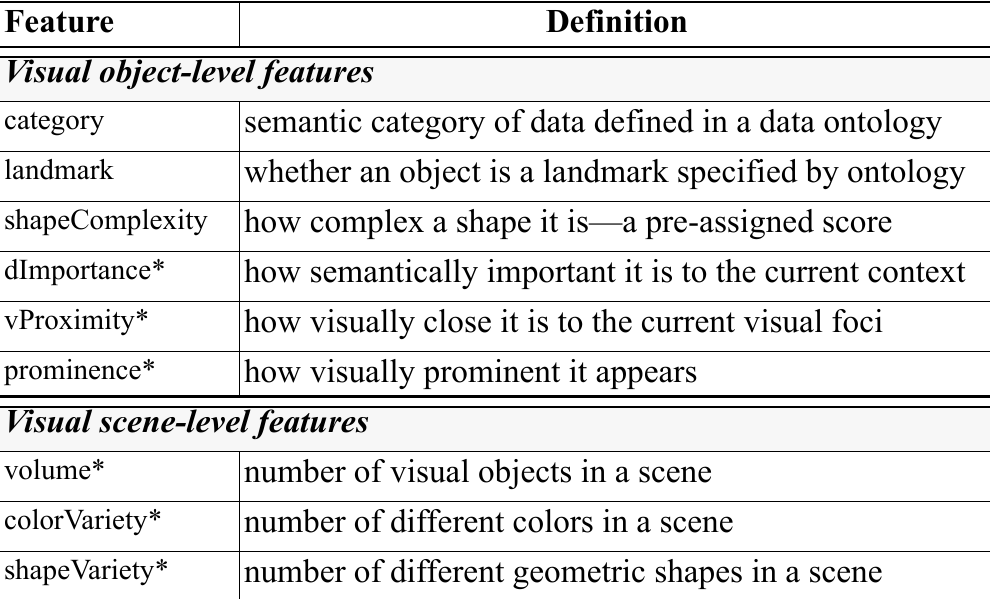 Feature Definition
Visual object-level features
category semantic category of data defined in a data ontology
landmark whether an object is a landmark specified by ontology
shapeComplexity how complex a shape it is—a pre-assigned score
dImportance* how semantically important it is to the current context
vProximity* how visually close it is to the current visual foci
prominence* how visually prominent it appears
Visual scene-level features
volume* number of visual objects in a scene
colorVariety* number of different colors in a scene
shapeVariety* number of different geometric shapes in a scene